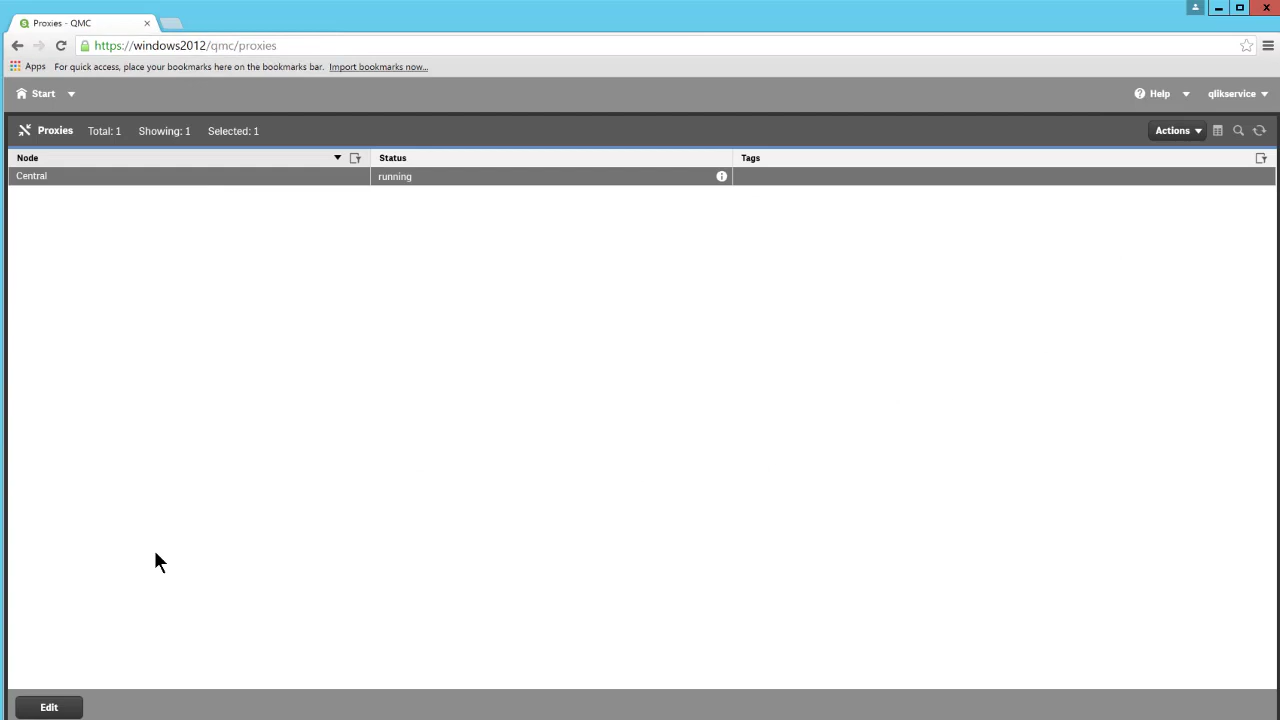 Proxies - QMC
https://windows2012/qmc/proxies
Apps For quick access, place your bookmarks here on the bookmarks bar. Import bookmarks now...
Start Help qlikservice
Proxies Total: 1 Showing: 1 Selected: 1 Actions
Node Status Tags
Central running
Edit